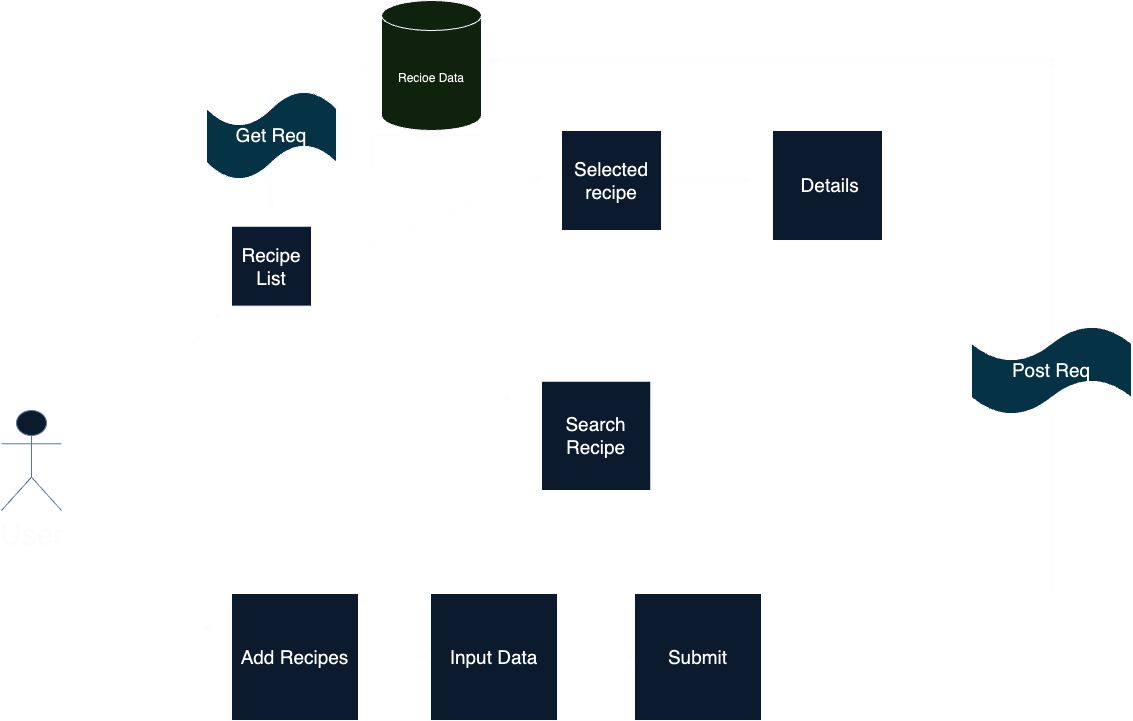 Recioe Data
Get Req
Selected
recipe
Details
Recipe
List
Post Req
Search
Recipe
User
Add Recipes
Input Data
Submit